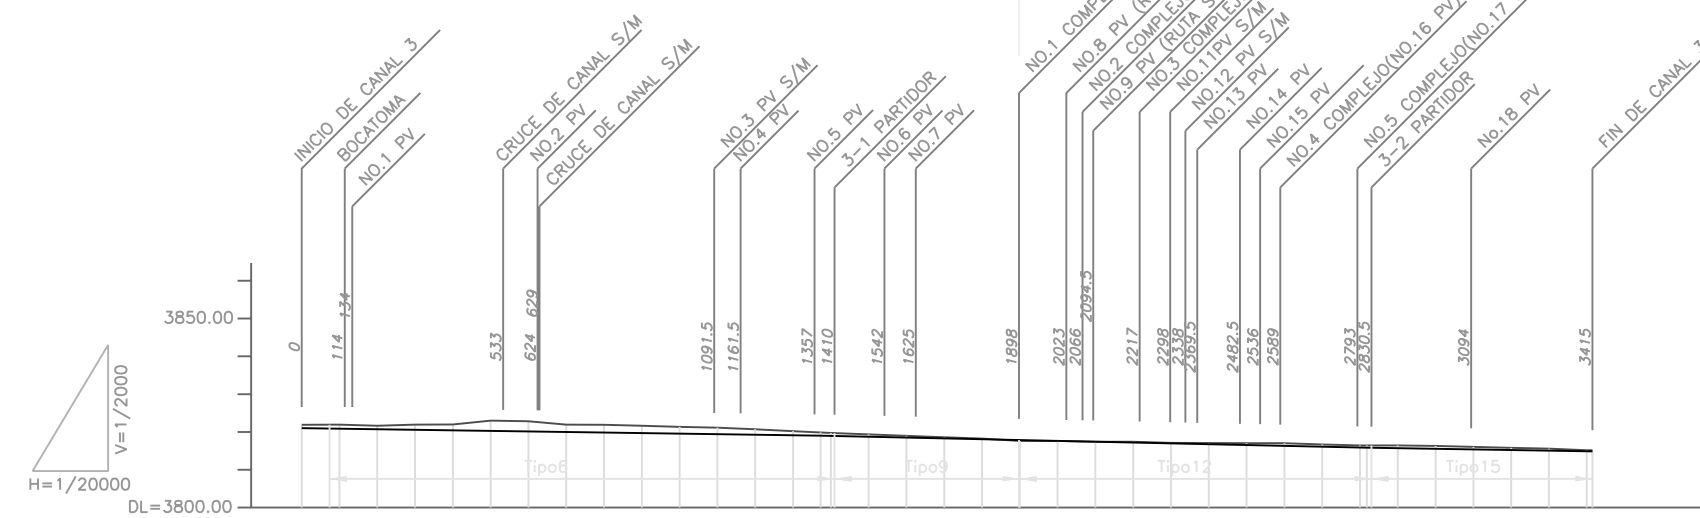 INICIO DE CANAL 3
BOCATOMA
NO.1 PV
CRUCE DE CANAL S/M
NO.2 PV
CRUCE DE CANAL S/M
NO.3 PV S/M
NO.4 PV
NO.5 PV
3-1 PARTIDOR
NO.6 PV
NO.7 PV
NO.1
NO.8 PV
NO.2
NO.9 PV (RUTA
NO.3
NO.11PV S/M
NO.12 PV S/M
NO.13 PV
NO.14 PV
NO.15 PV
NO.4 COMPLEJO(NO.16 PV)
NO.5 COMPLEJO(NO.17
3-2 PARTIDOR
No.18 PV
FIN DE CANAL
3850.00
0
114
134
533
624
629
1091.5
1161.5
1357
1410
1542
1625
1898
2023
2066
2094.5
2217
2298
2338
2369.5
2482.5
2536
2589
2793
2830.5
3094
3415
V=1/2000
H=1/20000
Tipo6
Tipo9
Tipo12
Tipo15
DL=3800.00